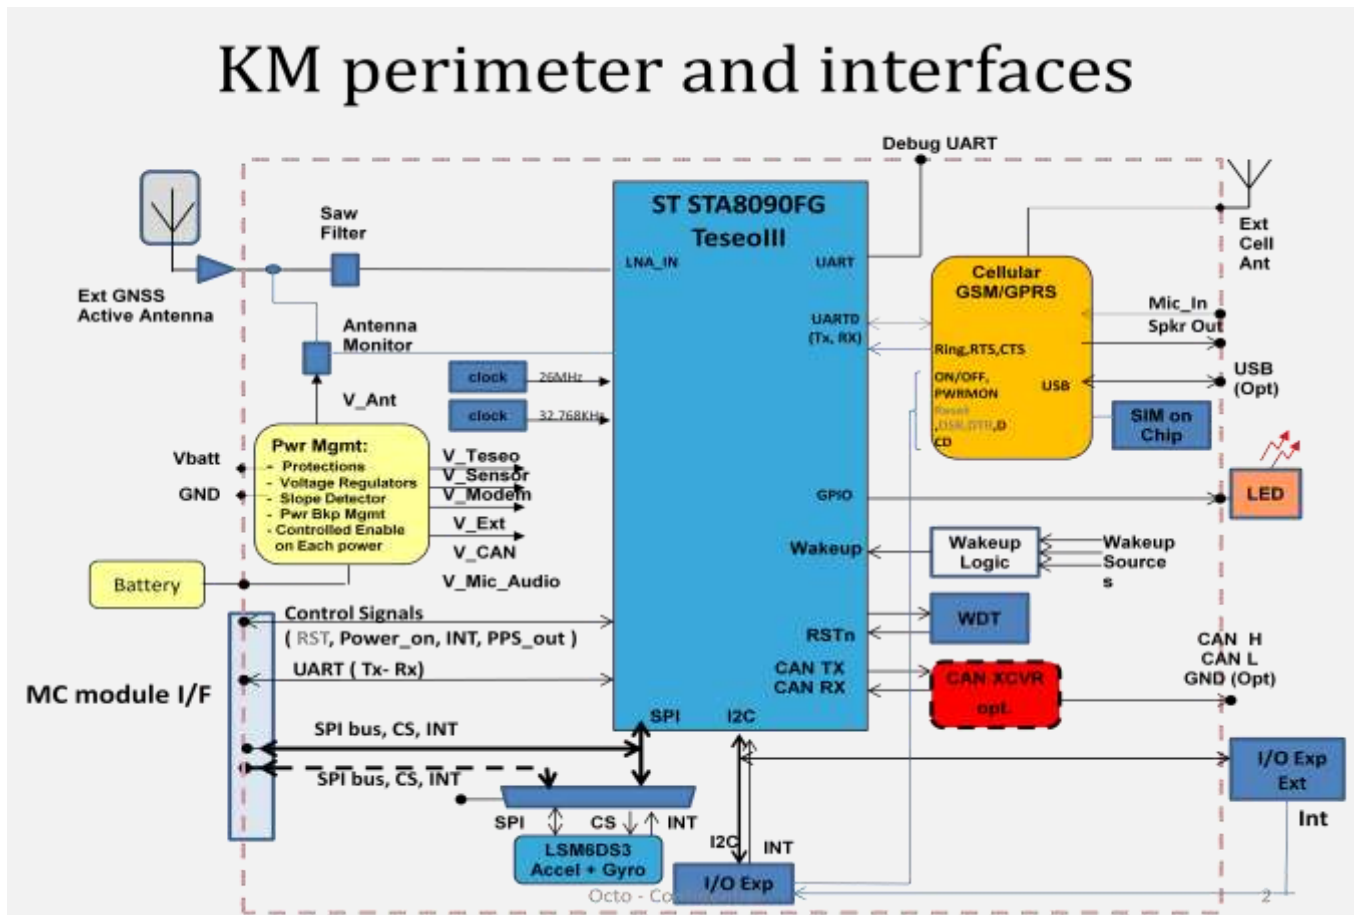 KM perimeter and interfaces
Debug UART
ST STA8090FG
TeseoIII
LNA_IN
UART
UART0
(Tx, RX)
GPIO
Wakeup
RSTn
CAN TX
CAN RX
SPI
I2C
Saw
Filter
Ext GNSS
Active Antenna
Antenna
Monitor
V_Ant
clock
26MHz
clock
32.768KHz
Pwr Mgmt:
- Protections
- Voltage Regulators
- Slope Detector
- Pwr Bkp Mgmt
- Controlled Enable
on Each power
Vbatt
GND
Battery
V_Teseo
V_Sensor
V_Modem
V_Ext
V_CAN
V_Mic_Audio
Control Signals
( RST, Power_on, INT, PPS_out )
UART ( Tx- Rx)
MC module I/F
SPI bus, CS, INT
SPI bus, CS, INT
SPI
CS
INT
LSM6DS3
Accel + Gyro
I2C
INT
I/O Exp
Cellular
GSM/GPRS
Ring,RTS,CTS
ON/OFF,
PWRMON
Reset
,DSR,DTR,D
CD
USB
Ext
Cell
Ant
Mic_In
Spkr Out
USB
(Opt)
SIM on
Chip
LED
Wakeup
Logic
Wakeup
Source
s
WDT
CAN XCVR
opt.
CAN H
CAN L
GND (Opt)
I/O Exp
Ext
Int
Octo -
2